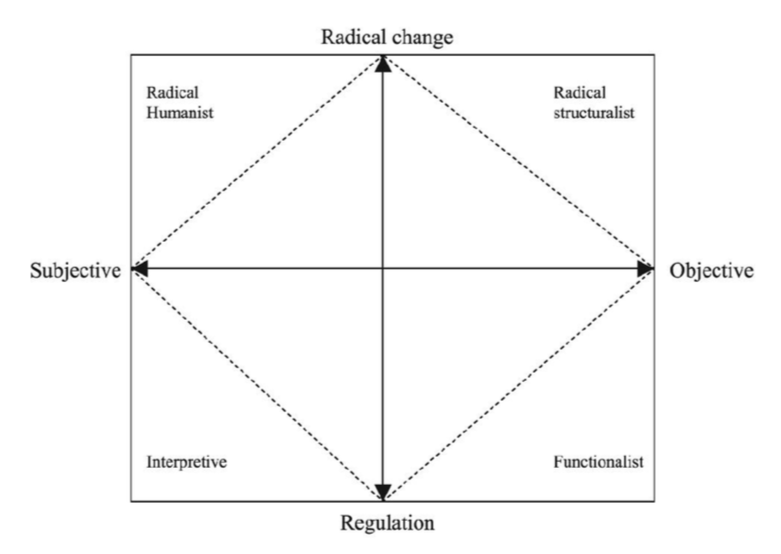 Radical change
Radical
Humanist
Radical
structuralist
Subjective
Objective
Interpretive
Functionalist
Regulation